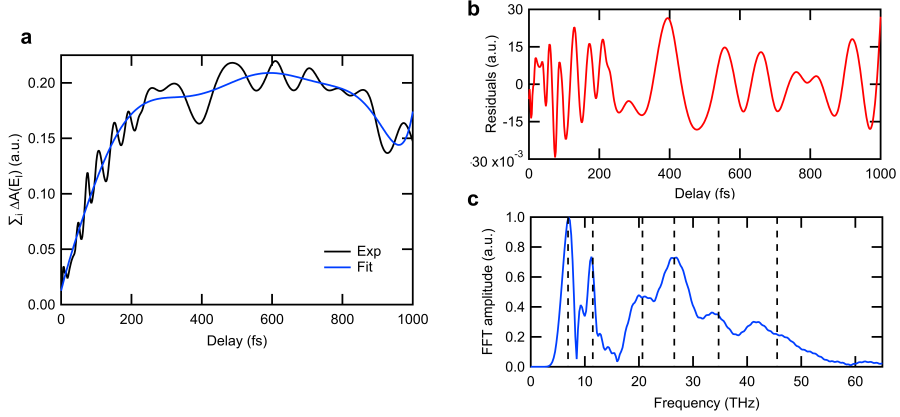 a
0.20
0.15
0.10
0.05
0.00
Σᵢ ΔA(Eᵢ) (a.u.)
Exp
Fit
0 200 400 600 800 1000
Delay (fs)
b
30
15
0
-15
-30 x10⁻³
Residuals (a.u.)
0 200 400 600 800 1000
Delay (fs)
c
1.0
0.8
0.6
0.4
0.2
0.0
FFT amplitude (a.u.)
0 10 20 30 40 50 60
Frequency (THz)